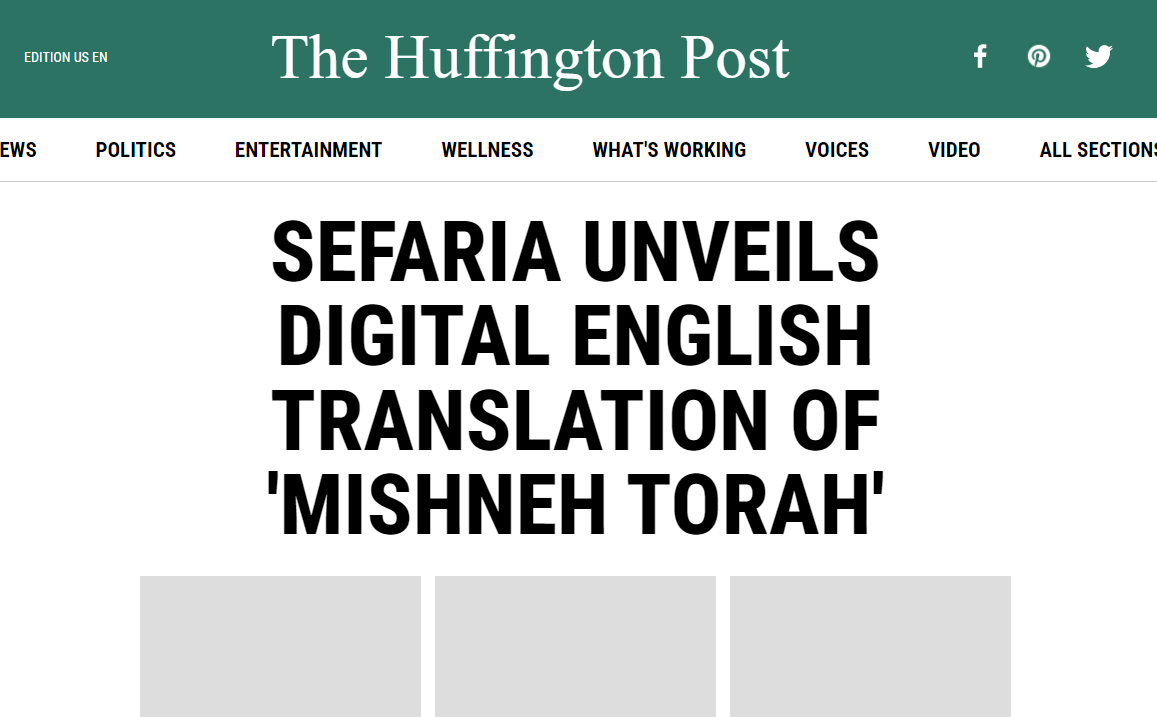 EDITION US EN
The Huffington Post
EWS POLITICS ENTERTAINMENT WELLNESS WHAT'S WORKING VOICES VIDEO ALL SECTIONS
SEFARIA UNVEILS
DIGITAL ENGLISH
TRANSLATION OF
'MISHNEH TORAH'